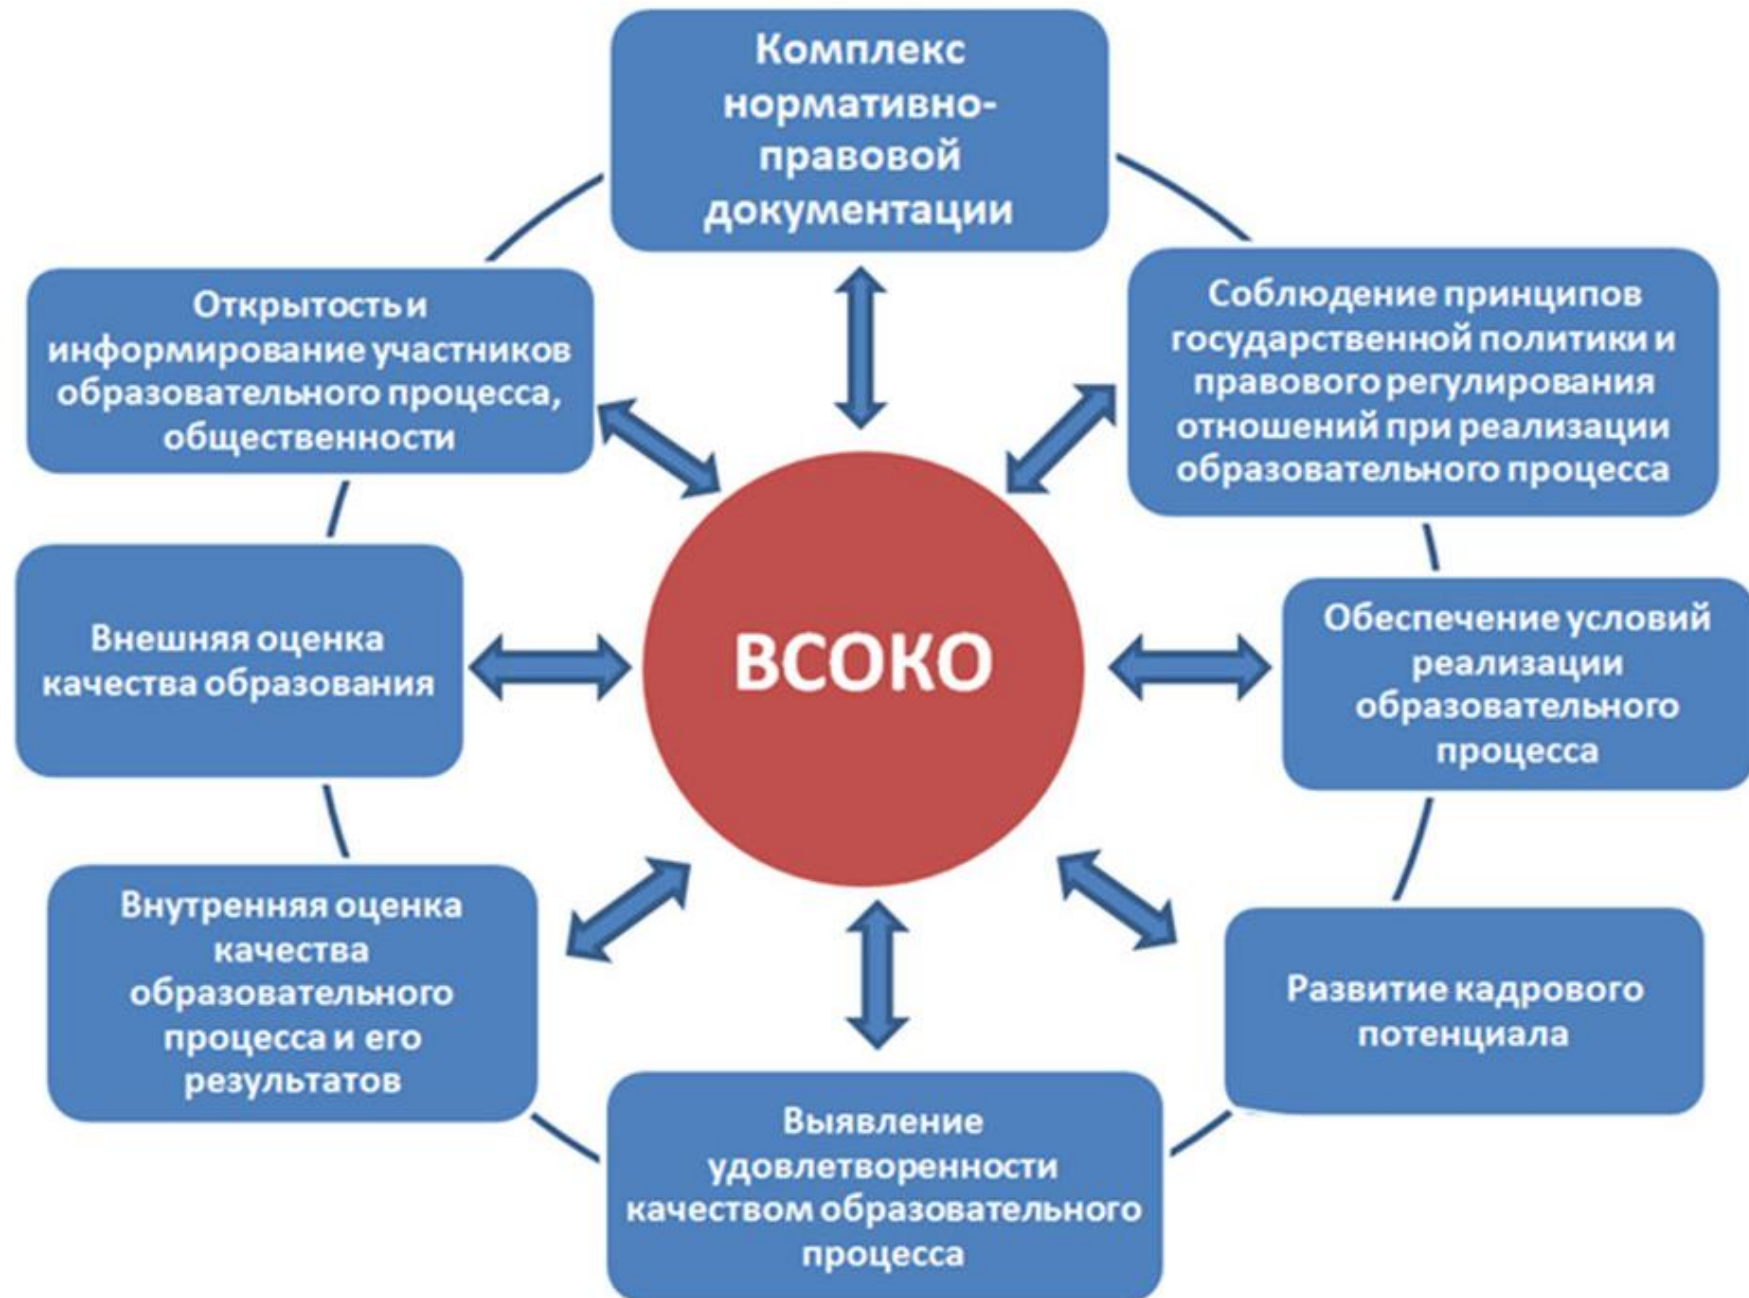 Комплекс
нормативно-
правовой
документации
Открытость и
информирование участников
образовательного процесса,
общественности
Соблюдение принципов
государственной политики и
правового регулирования
отношений при реализации
образовательного процесса
Внешняя оценка
качества образования
ВСОКО
Обеспечение условий
реализации
образовательного
процесса
Внутренняя оценка
качества
образовательного
процесса и его
результатов
Развитие кадрового
потенциала
Выявление
удовлетворенности
качеством образовательного
процесса